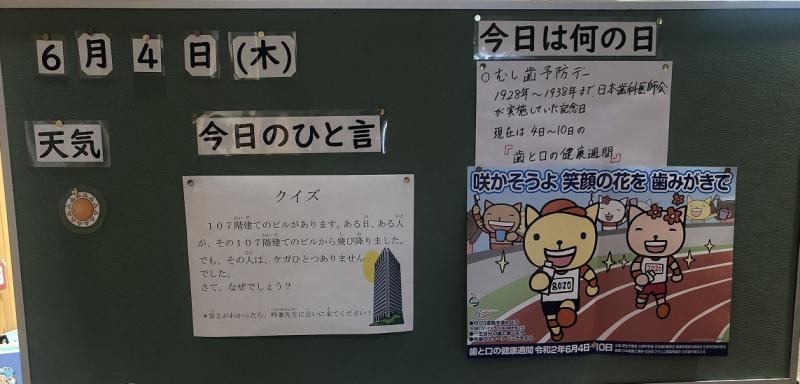 6月4日(木)
天気
今日のひと言
クイズ
107階建てのビルがあります。ある日、ある人
が、その107階建てのビルから飛び降りました。
でも、その人は、ケガひとつありません
でした。
さて、なぜでしょう?
今日は何の日
○むし歯予防デー
1928年~1938年まで、日本歯科医師会
が実施していた記念日
現在は、4日~10日の
『歯と口の健康週間』
咲かそうよ 笑顔の花を 歯みがきで
8020
8020
歯と口の健康週間 令和2年6月4日-10日